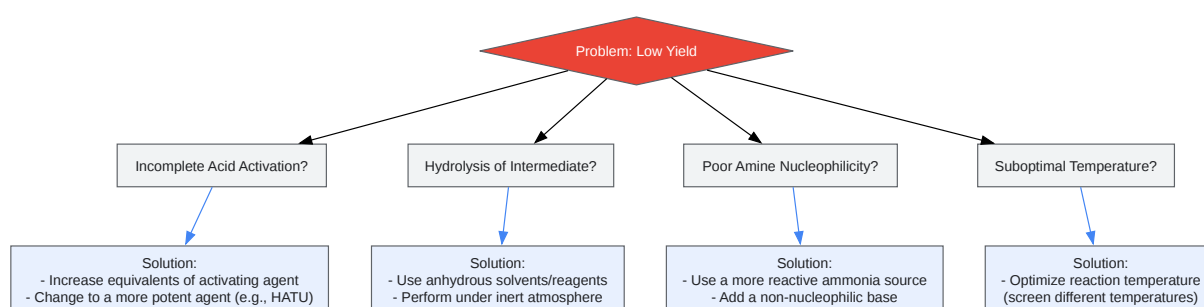 Problem: Low Yield
Incomplete Acid Activation?
Hydrolysis of Intermediate?
Poor Amine Nucleophilicity?
Suboptimal Temperature?
Solution:
- Increase equivalents of activating agent
- Change to a more potent agent (e.g., HATU)
Solution:
- Use anhydrous solvents/reagents
- Perform under inert atmosphere
Solution:
- Use a more reactive ammonia source
- Add a non-nucleophilic base
Solution:
- Optimize reaction temperature
(screen different temperatures